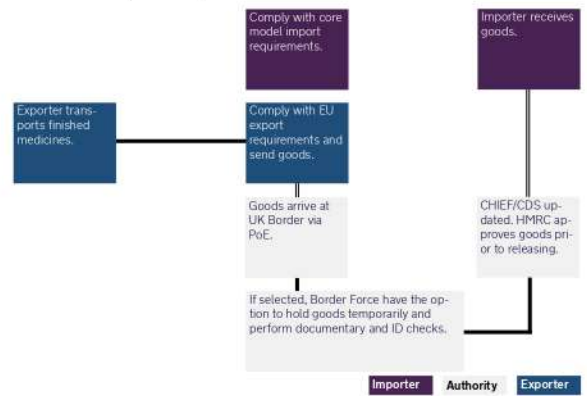 Comply with core
model import
requirements.
Importer receives
goods.
Exporter trans-
ports finished
medicines.
Comply with EU
export
requirements and
send goods.
Goods arrive at
UK Border via
PoE.
CHIEF/CDS up-
dated. HMRC ap-
proves goods pri-
or to releasing.
If selected, Border Force have the op-
tion to hold goods temporarily and
perform documentary and ID checks.
Importer
Authority
Exporter